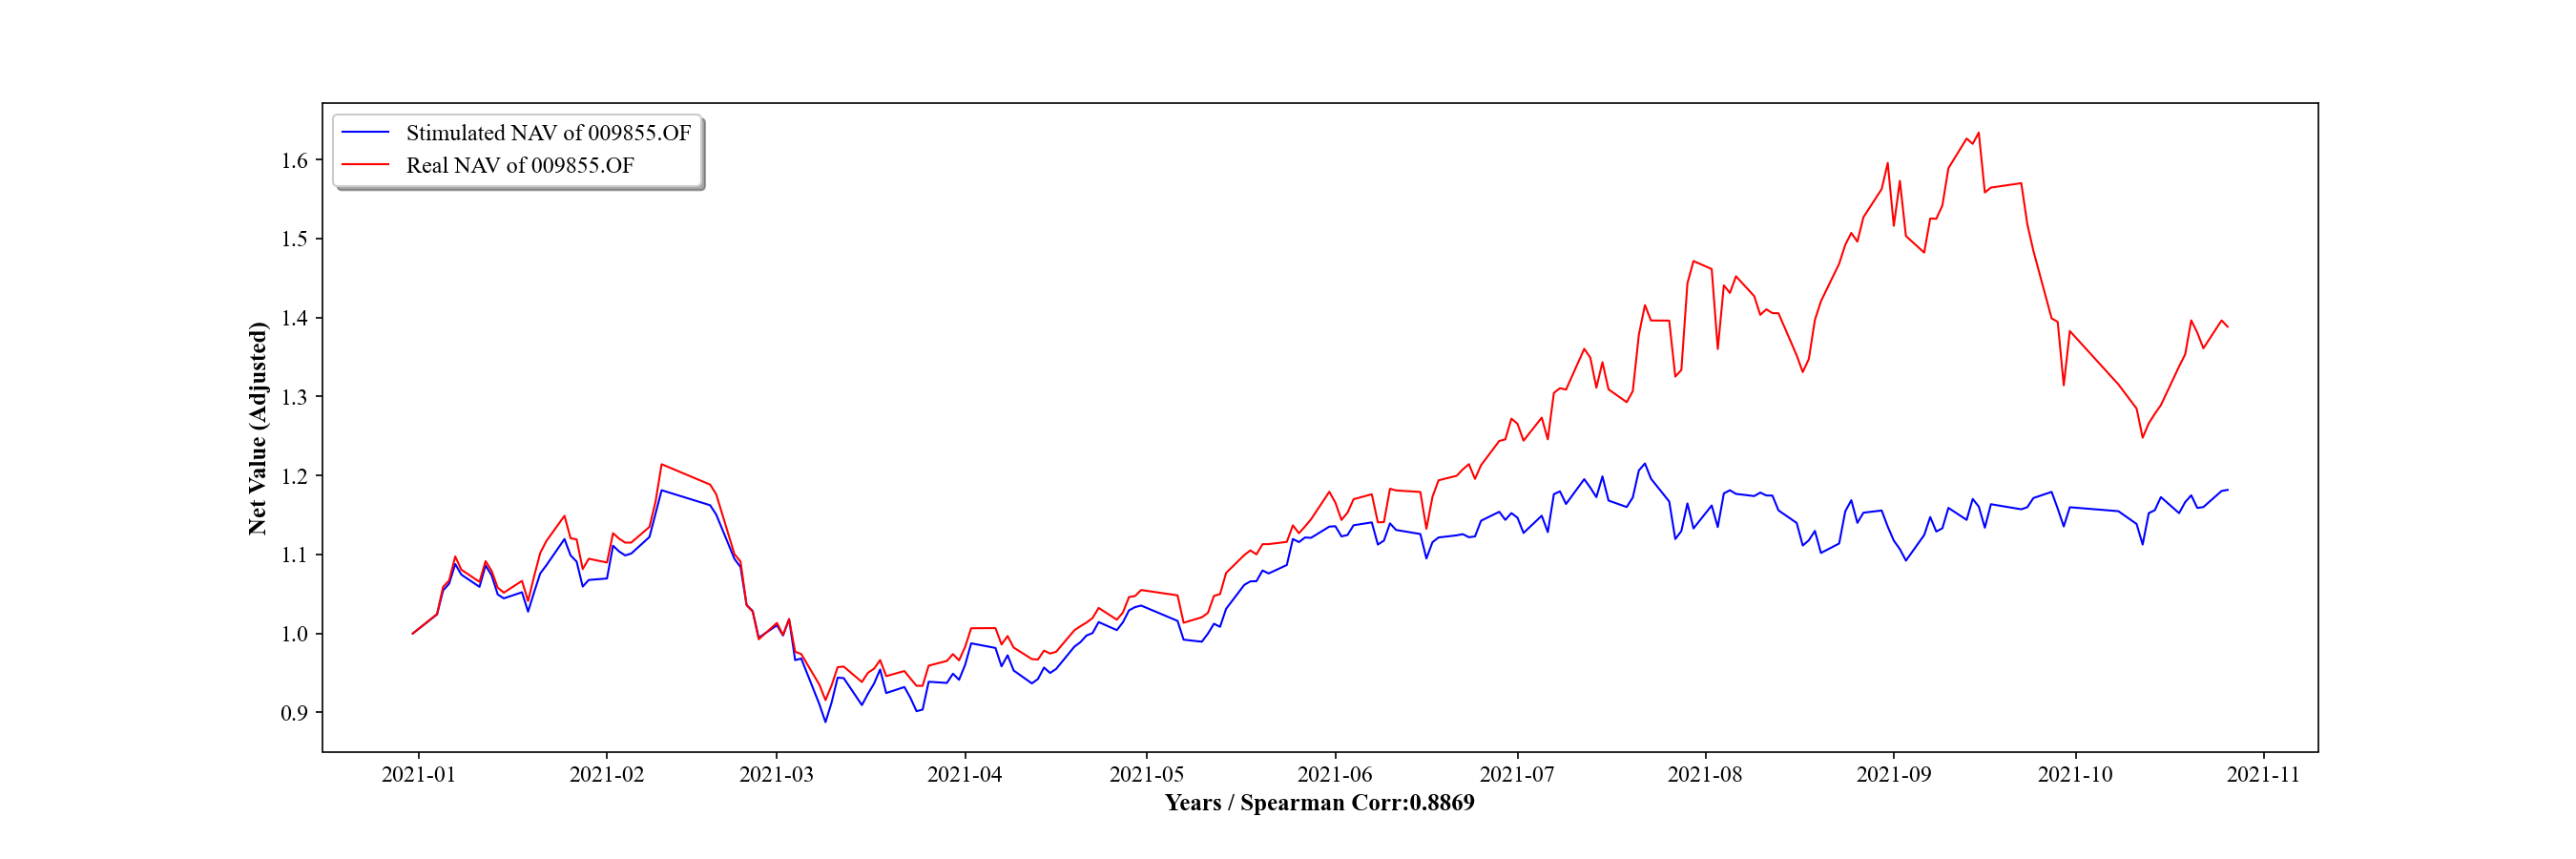 Stimulated NAV of 009855.OF
Real NAV of 009855.OF
1.6
1.5
1.4
1.3
1.2
1.1
1.0
0.9
Net Value (Adjusted)
2021-01 2021-02 2021-03 2021-04 2021-05 2021-06 2021-07 2021-08 2021-09 2021-10 2021-11
Years / Spearman Corr:0.8869